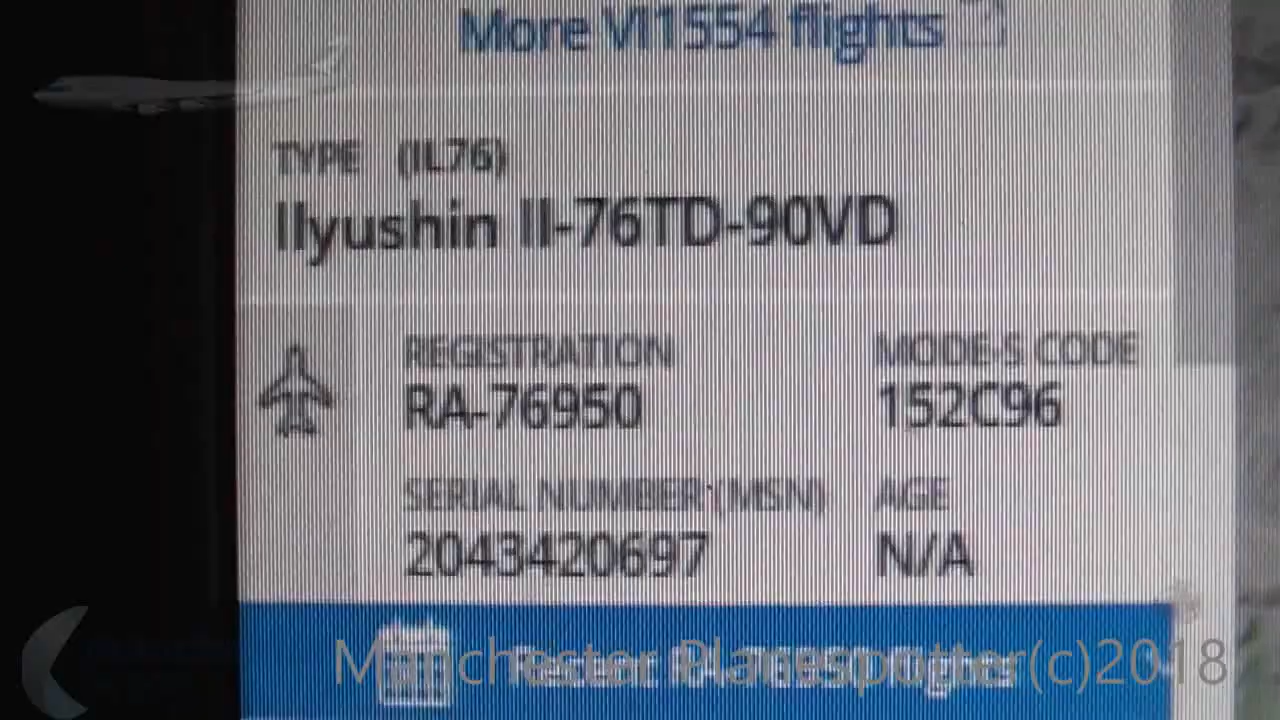 More VI1554 flights
TYPE (IL76)
Ilyushin Il-76TD-90VD
REGISTRATION
RA-76950
MODE-S CODE
152C96
SERIAL NUMBER (MSN)
2043420697
AGE
N/A
Manchester Planespotter(c)2018
flights